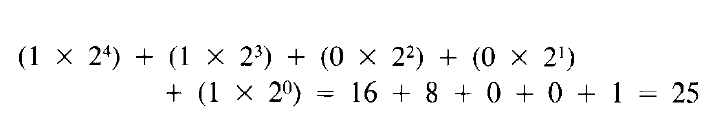 (1 × 2⁴) + (1 × 2³) + (0 × 2²) + (0 × 2¹)
+ (1 × 2⁰) = 16 + 8 + 0 + 0 + 1 = 25